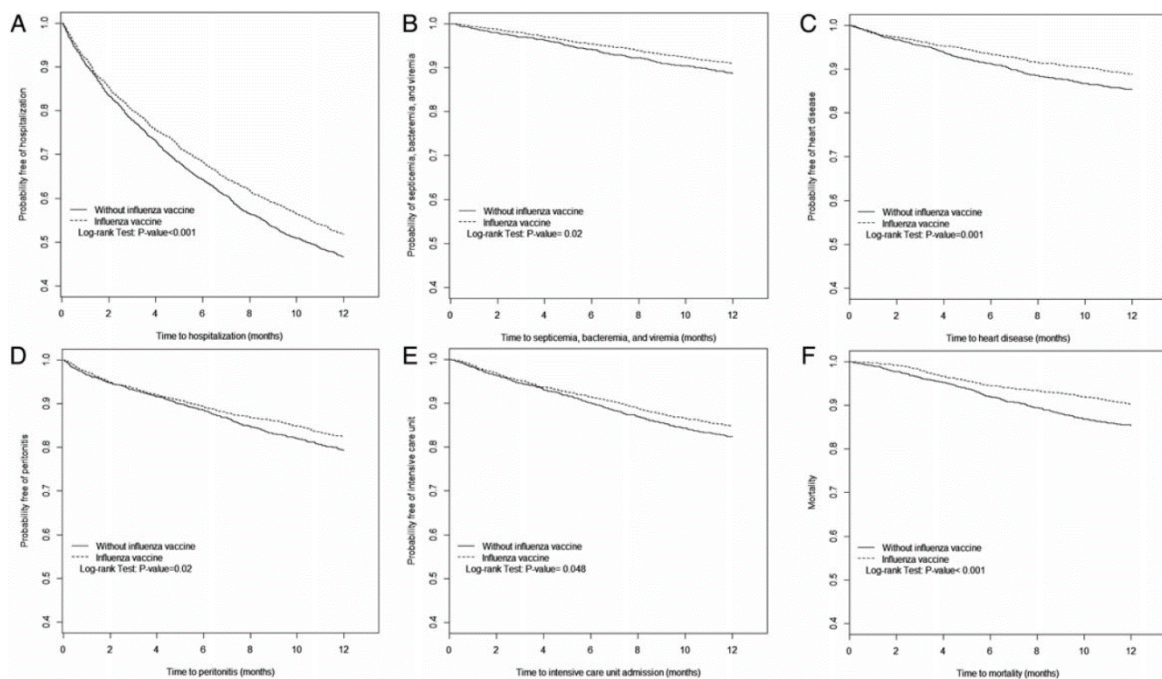 A
Probability free of hospitalization
1.0
0.9
0.8
0.7
0.6
0.5
0.4
Without influenza vaccine
Influenza vaccine
Log-rank Test: P-value<0.001
0 2 4 6 8 10 12
Time to hospitalization (months)
B
Probability of septicemia, bacteremia, and viremia
1.0
0.9
0.8
0.7
0.6
0.5
0.4
Without influenza vaccine
Influenza vaccine
Log-rank Test: P-value= 0.02
0 2 4 6 8 10 12
Time to septicemia, bacteremia, and viremia (months)
C
Probability free of heart disease
1.0
0.9
0.8
0.7
0.6
0.5
0.4
Without influenza vaccine
Influenza vaccine
Log-rank Test: P-value=0.001
0 2 4 6 8 10 12
Time to heart disease (months)
D
Probability free of peritonitis
1.0
0.9
0.8
0.7
0.6
0.5
0.4
Without influenza vaccine
Influenza vaccine
Log-rank Test: P-value=0.02
0 2 4 6 8 10 12
Time to peritonitis (months)
E
Probability free of intensive care unit
1.0
0.9
0.8
0.7
0.6
0.5
0.4
Without influenza vaccine
Influenza vaccine
Log-rank Test: P-value= 0.048
0 2 4 6 8 10 12
Time to intensive care unit admission (months)
F
Mortality
1.0
0.9
0.8
0.7
0.6
0.5
0.4
Without influenza vaccine
Influenza vaccine
Log-rank Test: P-value< 0.001
0 2 4 6 8 10 12
Time to mortality (months)